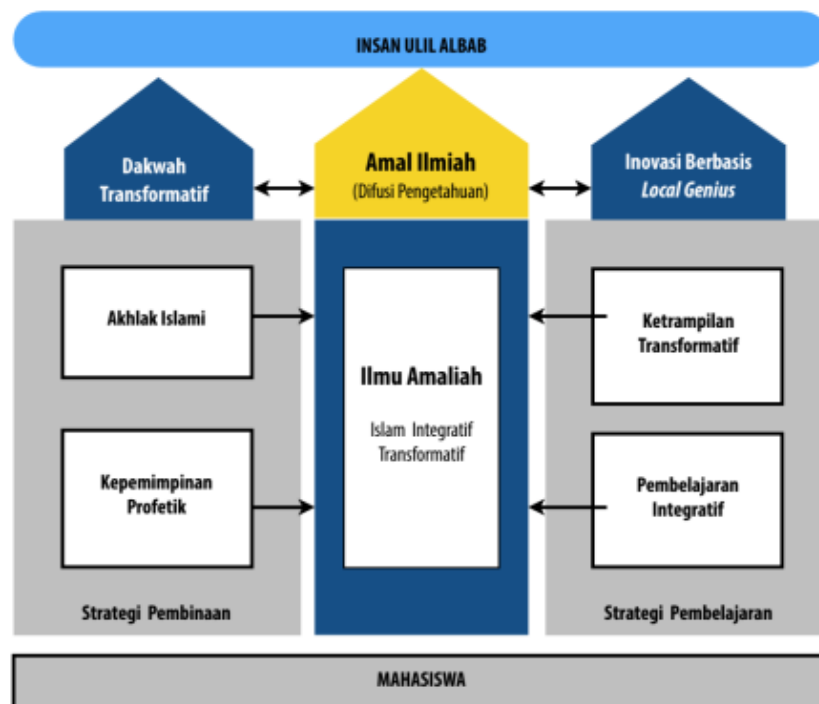 INSAN ULIL ALBAB
Dakwah
Transformatif
Amal Ilmiah
(Difusi Pengetahuan)
Inovasi Berbasis
Local Genius
Akhlak Islami
Kepemimpinan
Profetik
Strategi Pembinaan
Ilmu Amaliah
Islam Integratif
Transformatif
Ketrampilan
Transformatif
Pembelajaran
Integratif
Strategi Pembelajaran
MAHASISWA